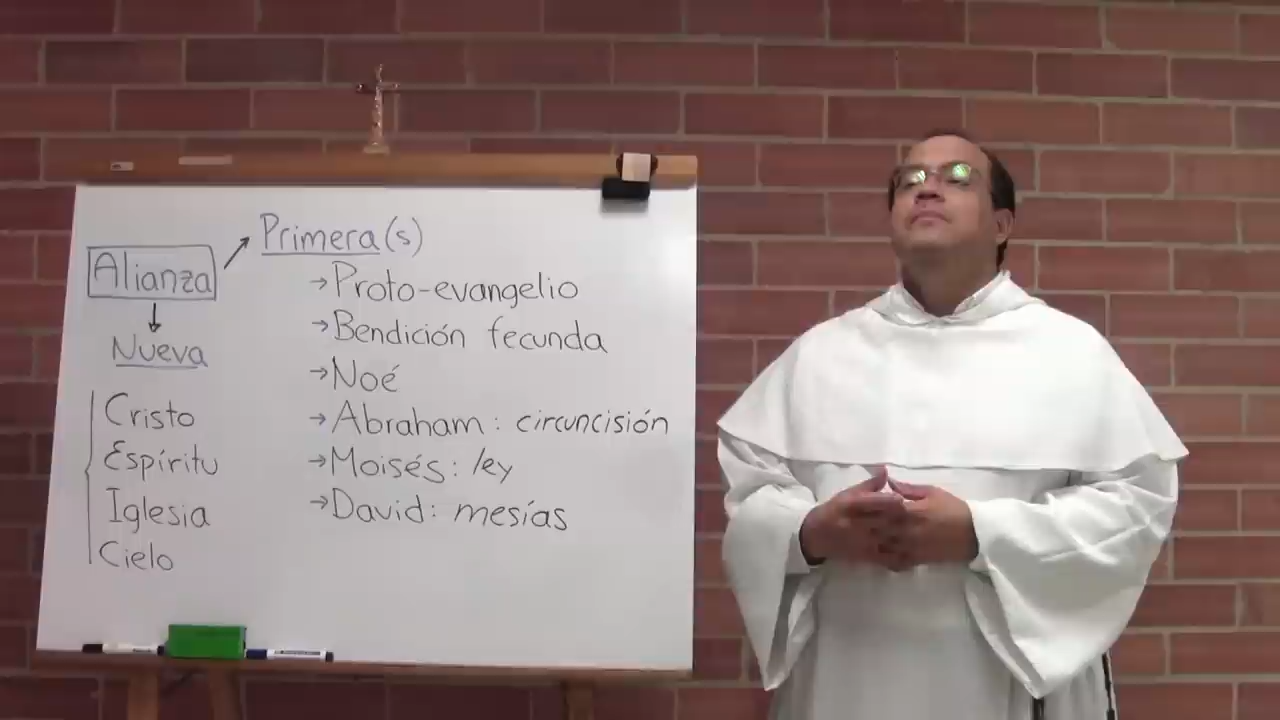 Alianza
Nueva
Cristo
Espíritu
Iglesia
Cielo
Primera(s)
→Proto-evangelio
→Bendición fecunda
→Noé
→Abraham: circuncisión
→Moisés: ley
→David: mesías